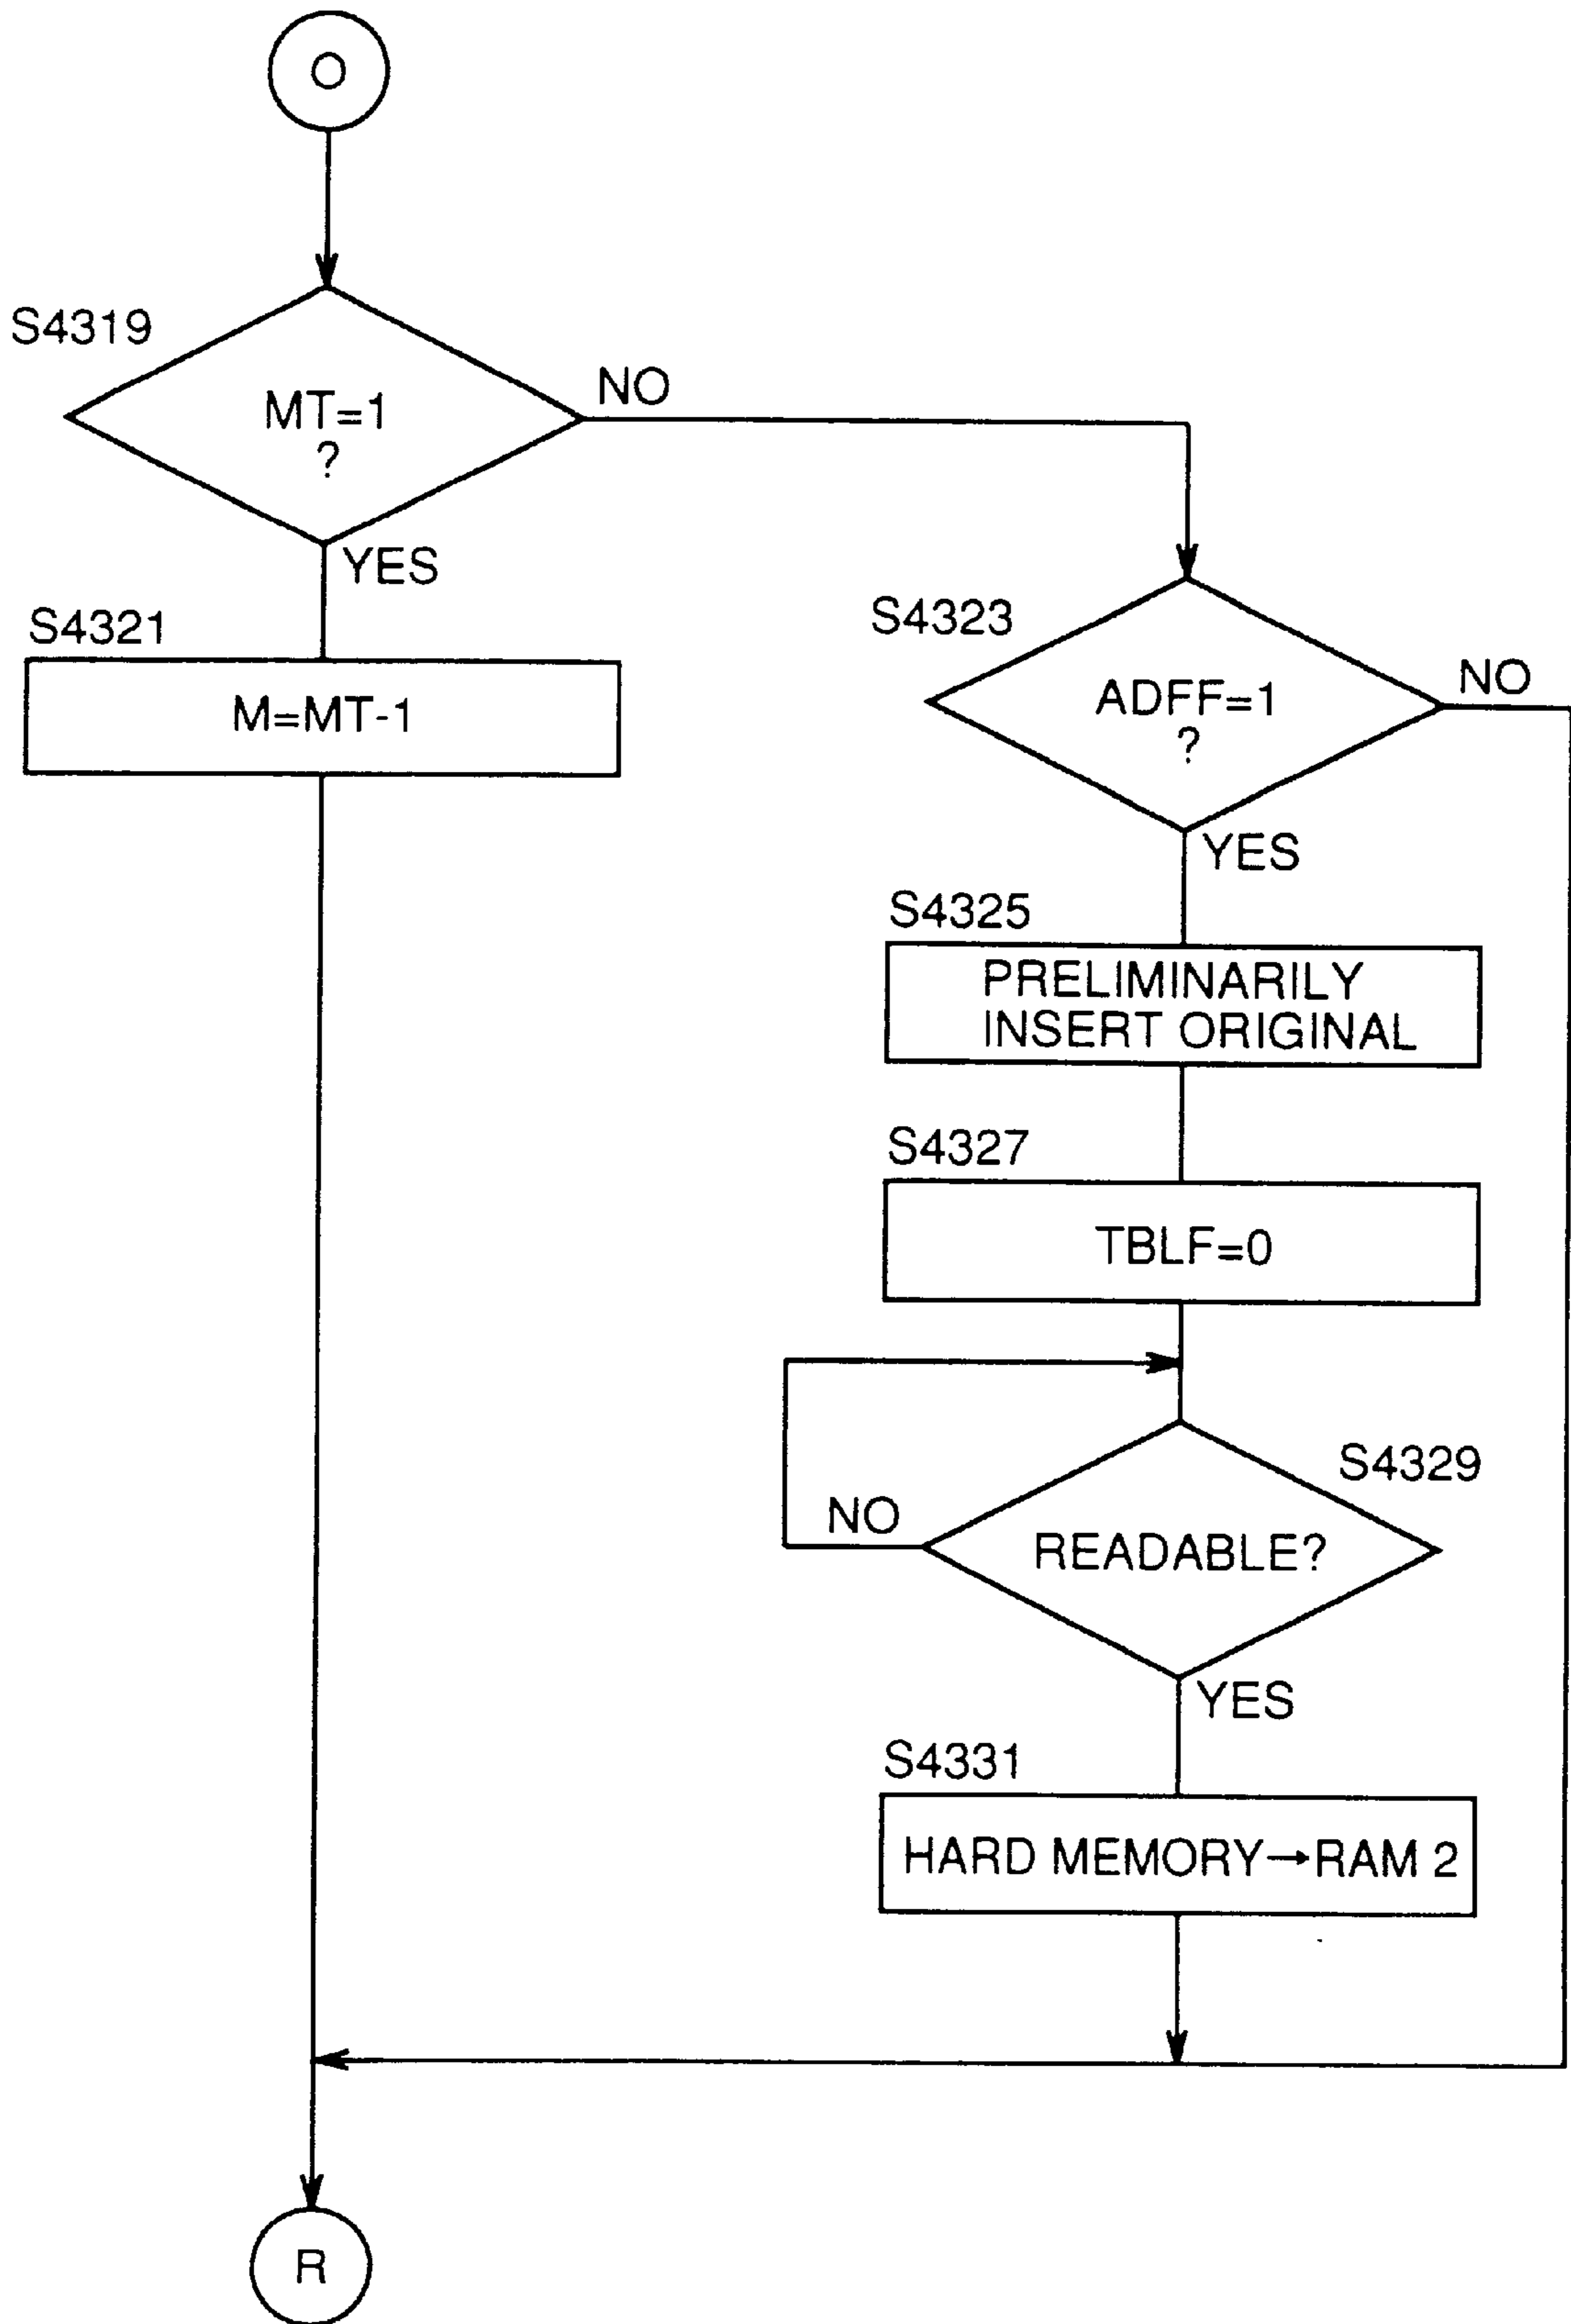 O
S4319
MT=1
?
NO
YES
S4321
M=MT-1
S4323
ADFF=1
?
NO
YES
S4325
PRELIMINARILY
INSERT ORIGINAL
S4327
TBLF=0
S4329
READABLE?
NO
YES
S4331
HARD MEMORY→RAM 2
R